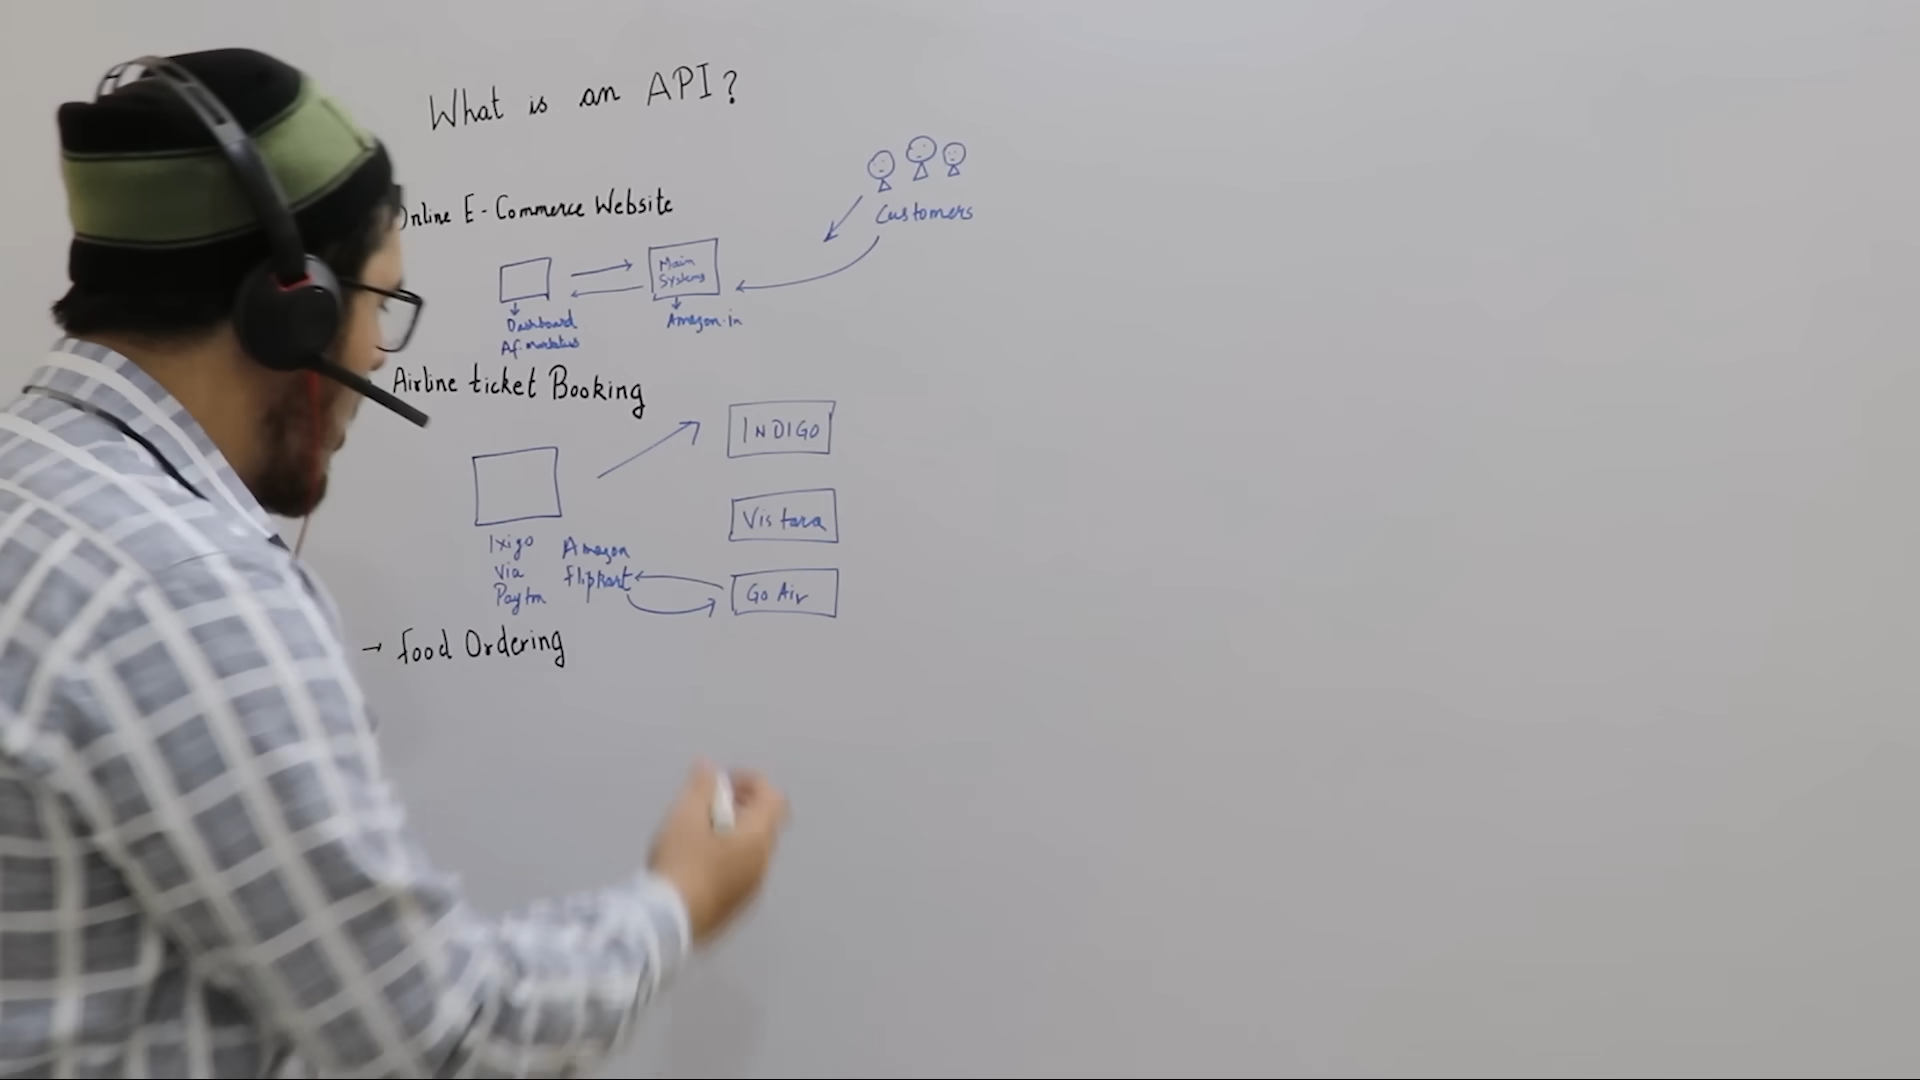 What is an API?
Online E-Commerce Website
Customers
Main
Systems
Dashboard
Amazon.in
Airline ticket Booking
INDIGO
Vistara
Ixigo
Via
Paytm
Amazon
Flipkart
Go Air
→ Food Ordering